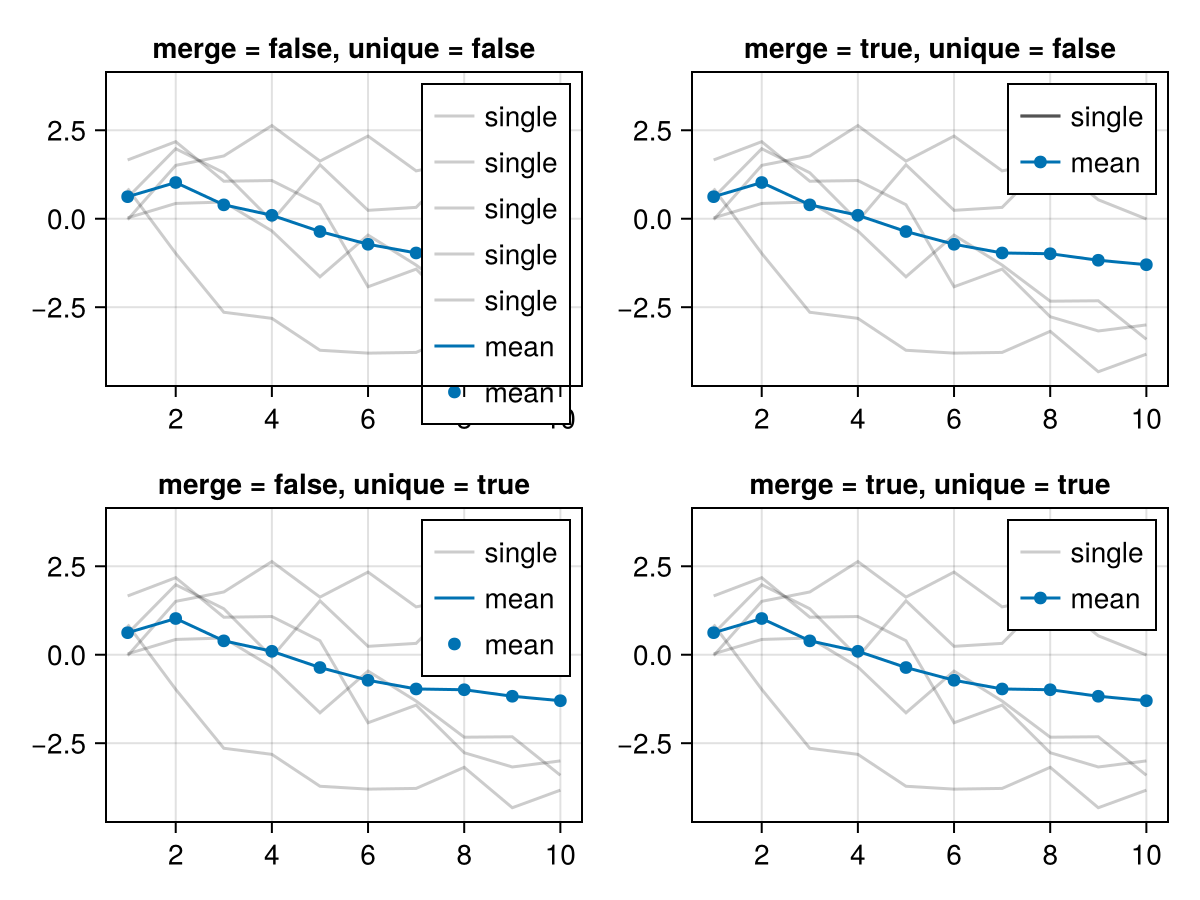 merge = false, unique = false
single
single
single
single
single
mean
mean
2.5
0.0
−2.5
2
4
6
8
10
merge = true, unique = false
single
mean
2.5
0.0
−2.5
2
4
6
8
10
merge = false, unique = true
single
mean
mean
2.5
0.0
−2.5
2
4
6
8
10
merge = true, unique = true
single
mean
2.5
0.0
−2.5
2
4
6
8
10